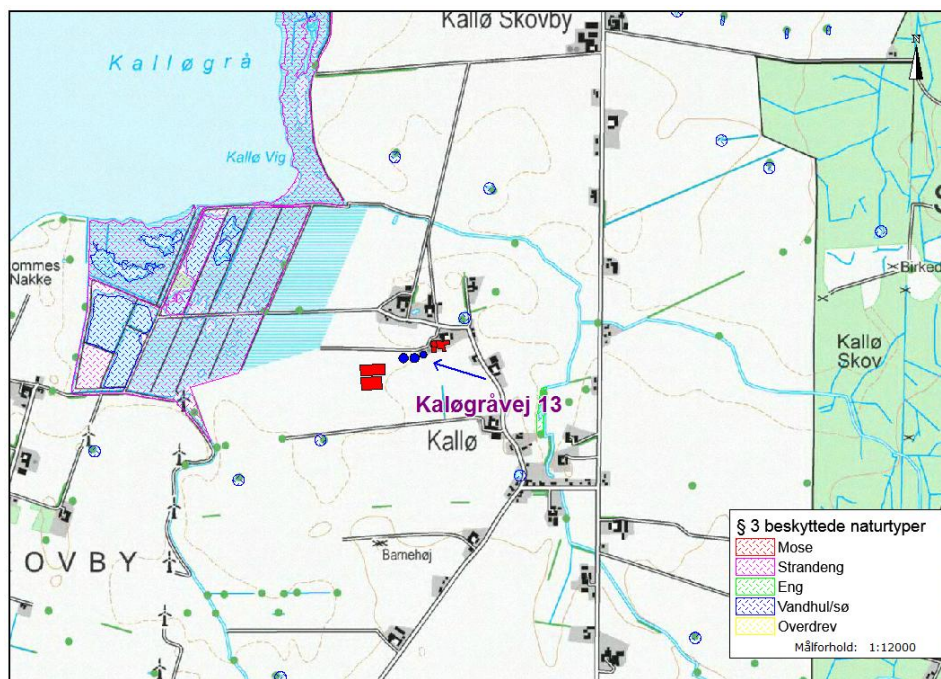 Kallø Skovby
Kalløgrå
N
Kallø Vig
S
ommes
Nakke
Birked
Kallø
Skov
Kaløgråvej 13
Kallø
OVBY
Barnehøj
§ 3 beskyttede naturtyper
Mose
Strandeng
Eng
Vandhul/sø
Overdrev
Målforhold: 1:12000